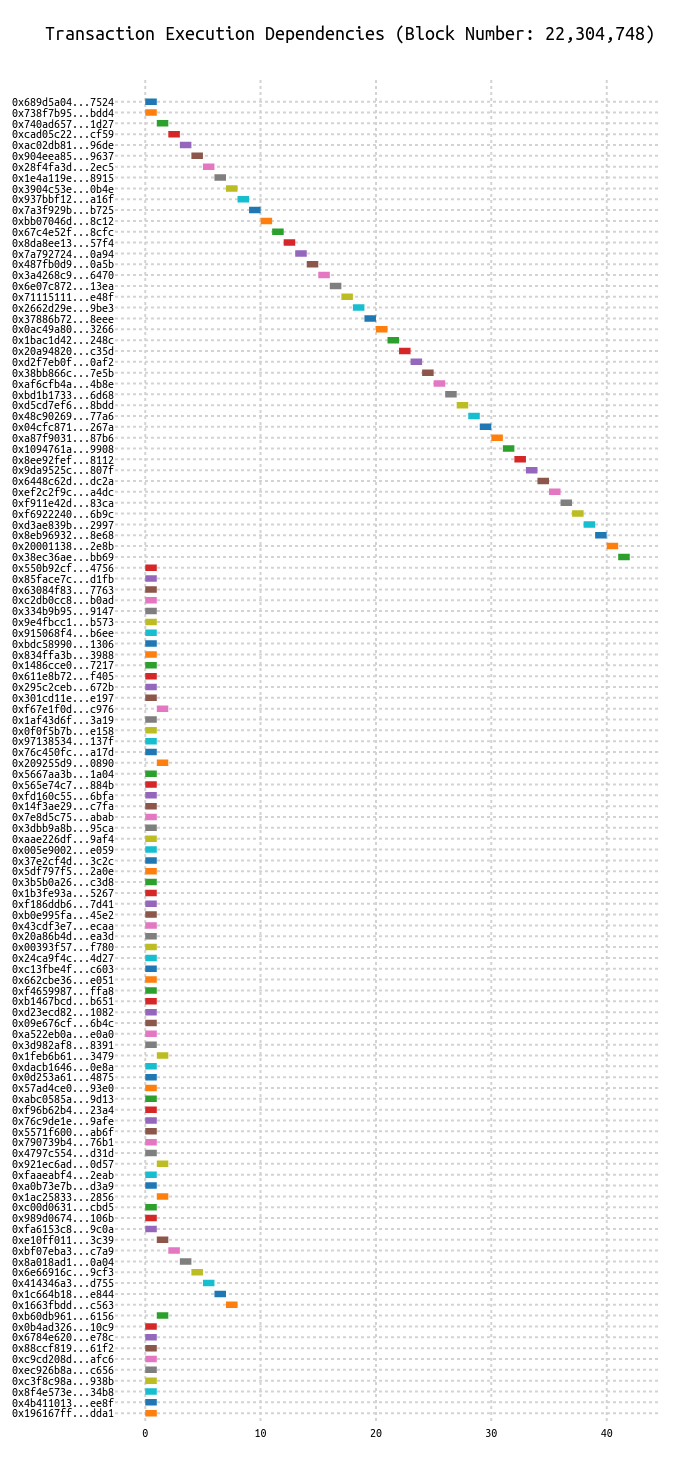 Transaction Execution Dependencies (Block Number: 22,304,748)
0x689d5a04...7524
0x738f7b95...bdd4
0x740ad657...1d27
0xcad05c22...cf59
0xac02db81...96de
0x904eea85...9637
0x28f4fa3d...2ec5
0x1e4a119e...8915
0x3904c53e...0b4e
0x937bbf12...a16f
0x7a3f929b...b725
0xbb07046d...8c12
0x67c4e52f...8cfc
0x8da8ee13...57f4
0x7a792724...0a94
0x487fb0d9...0a5b
0x3a4268c9...6470
0x6e07c872...13ea
0x71115111...e48f
0x2662d29e...9be3
0x37886b72...8eee
0x0ac49a80...3266
0x1bac1d42...248c
0x20a94820...c35d
0xd2f7eb0f...0af2
0x38bb866c...7e5b
0xaf6cfb4a...4b8e
0xbd1b1733...6d68
0xd5cd7ef6...8bdd
0x48c90269...77a6
0x04cfc871...267a
0xa87f9031...87b6
0x1094761a...9908
0x8ee92fef...8112
0x9da9525c...807f
0x6448c62d...dc2a
0xef2c2f9c...a4dc
0xf911e42d...83ca
0xf6922240...6b9c
0xd3ae839b...2997
0x8eb96932...8e68
0x20001138...2e8b
0x38ec36ae...bb69
0x550b92cf...4756
0x85face7c...d1fb
0x63084f83...7763
0xc2db0cc8...b0ad
0x334b9b95...9147
0x9e4fbcc1...b573
0x915068f4...b6ee
0xbdc58990...1306
0x834ffa3b...3988
0x1486cce0...7217
0x611e8b72...f405
0x295c2ceb...672b
0x301cd11e...e197
0xf67e1f0d...c976
0x1af43d6f...3a19
0x0f0f5b7b...e158
0x97138534...137f
0x76c450fc...a17d
0x209255d9...0890
0x5667aa3b...1a04
0x565e74c7...884b
0xfd160c55...6bfa
0x14f3ae29...c7fa
0x7e8d5c75...abab
0x3dbb9a8b...95ca
0xaae226df...9af4
0x005e9002...e059
0x37e2cf4d...3c2c
0x5df797f5...2a0e
0x3b5b0a26...c3d8
0x1b3fe93a...5267
0xf186ddb6...7d41
0xb0e995fa...45e2
0x43cdf3e7...ecaa
0x20a86b4d...ea3d
0x00393f57...f780
0x24ca9f4c...4d27
0xc13fbe4f...c603
0x662cbe36...e051
0xf4659987...ffa8
0xb1467bcd...b651
0xd23ecd82...1082
0x09e676cf...6b4c
0xa522eb0a...e0a0
0x3d982af8...8391
0x1feb6b61...3479
0xdacb1646...0e8a
0x0d253a61...4875
0x57ad4ce0...93e0
0xabc0585a...9d13
0xf96b62b4...23a4
0x76c9de1e...9afe
0x5571f600...ab6f
0x790739b4...76b1
0x4797c554...d31d
0x921ec6ad...0d57
0xfaaeabf4...2eab
0xa0b73e7b...d3a9
0x1ac25833...2856
0xc00d0631...cbd5
0x989d0674...106b
0xfa6153c8...9c0a
0xe10ff011...3c39
0xbf07eba3...c7a9
0x8a018ad1...0a04
0x6e66916c...9cf3
0x414346a3...d755
0x1c664b18...e844
0x1663fbdd...c563
0xb60db961...6156
0x0b4ad326...10c9
0x6784e620...e78c
0x88ccf819...61f2
0xc9cd208d...afc6
0xec926b8a...c656
0xc3f8c98a...938b
0x8f4e573e...34b8
0x4b411013...ee8f
0x196167ff...dda1
0 10 20 30 40